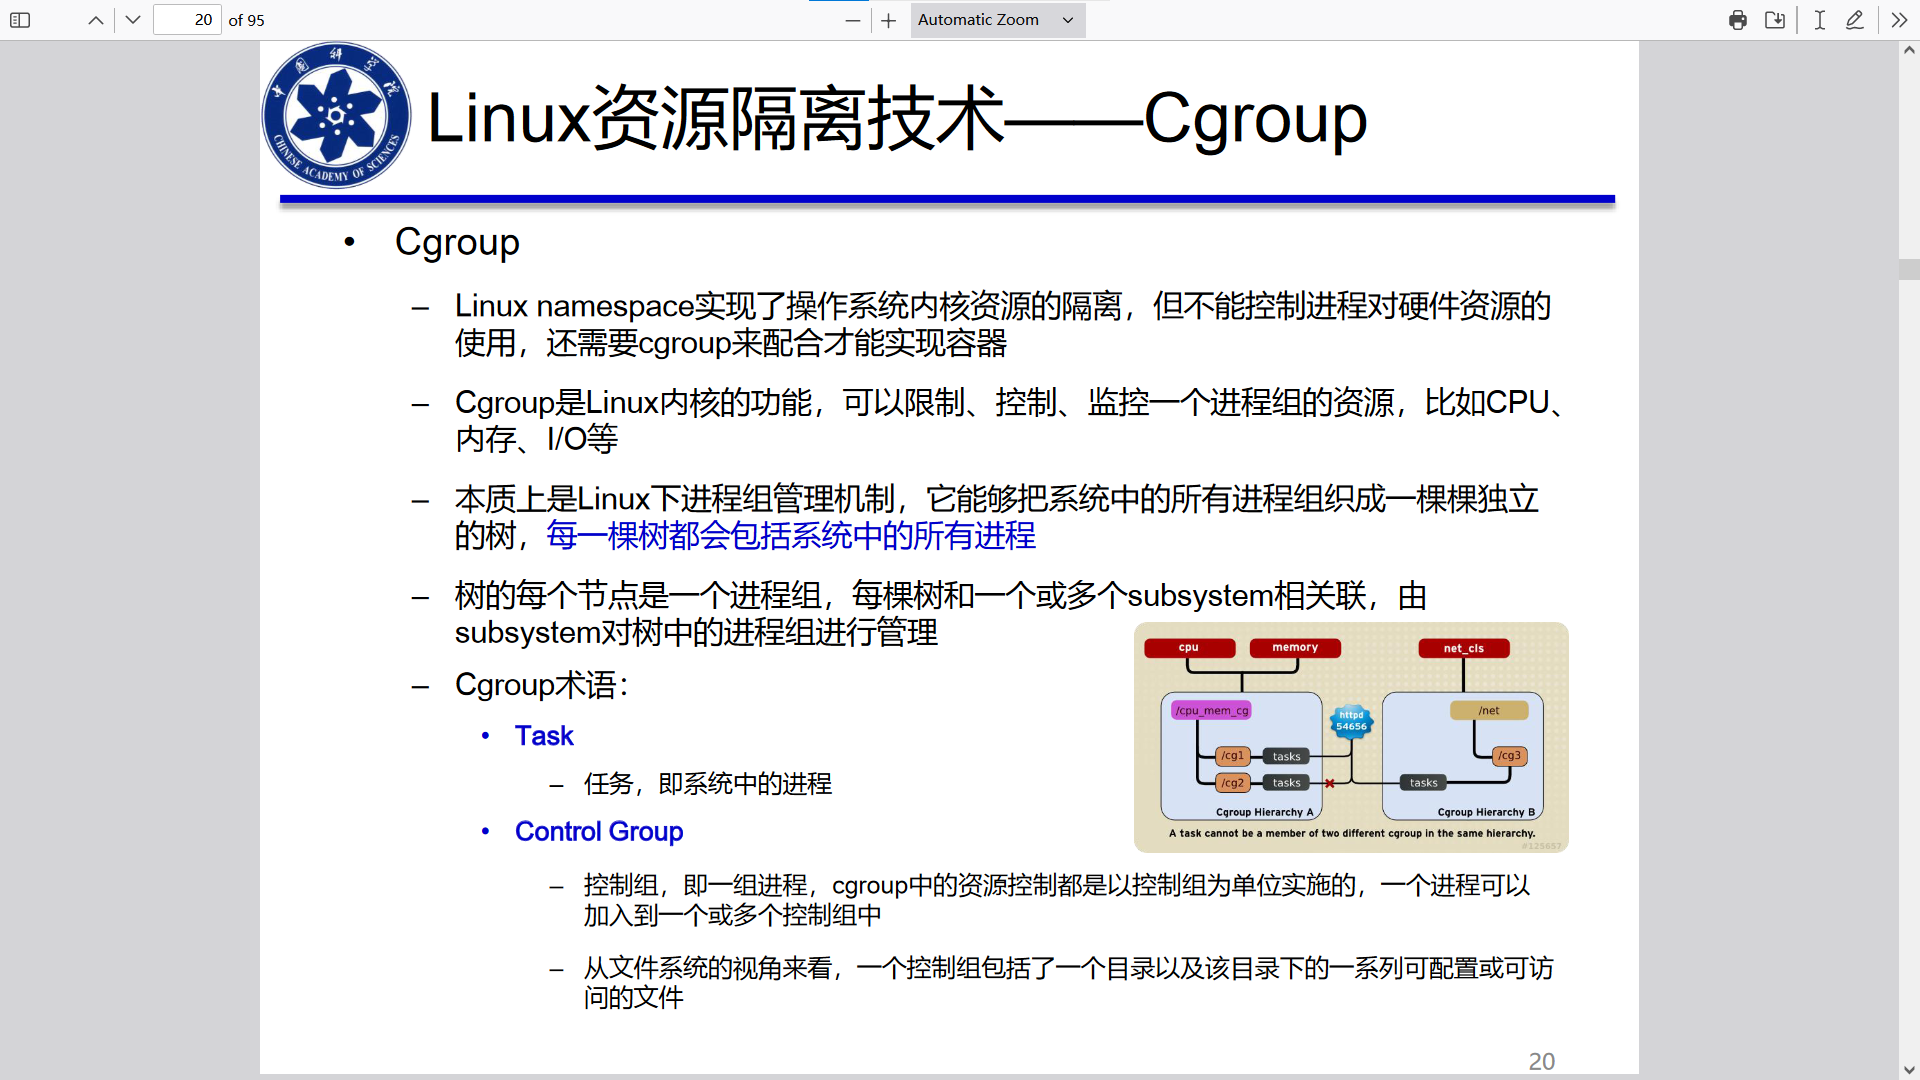 20 of 95
Automatic Zoom
中国科学院
CHINESE ACADEMY OF SCIENCES
Linux资源隔离技术——Cgroup
• Cgroup
– Linux namespace实现了操作系统内核资源的隔离，但不能控制进程对硬件资源的
使用，还需要cgroup来配合才能实现容器
– Cgroup是Linux内核的功能，可以限制、控制、监控一个进程组的资源，比如CPU、
内存、I/O等
– 本质上是Linux下进程组管理机制，它能够把系统中的所有进程组织成一棵棵独立
的树，每一棵树都会包括系统中的所有进程
– 树的每个节点是一个进程组，每棵树和一个或多个subsystem相关联，由
subsystem对树中的进程组进行管理
– Cgroup术语：
• Task
– 任务，即系统中的进程
• Control Group
– 控制组，即一组进程，cgroup中的资源控制都是以控制组为单位实施的，一个进程可以
加入到一个或多个控制组中
– 从文件系统的视角来看，一个控制组包括了一个目录以及该目录下的一系列可配置或可访
问的文件
cpu memory net_cls
/cpu_mem_cg httpd /net
54656
/cg1 tasks /cg3
/cg2 tasks tasks
Cgroup Hierarchy A Cgroup Hierarchy B
A task cannot be a member of two different cgroup in the same hierarchy.
#125657
20